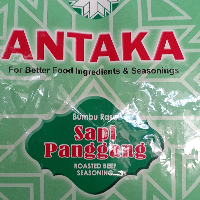 ANTAKA
For Better Food Ingredients & Seasonings
Bumbu Rasa
Sapi
Panggang
ROASTED BEEF
SEASONING